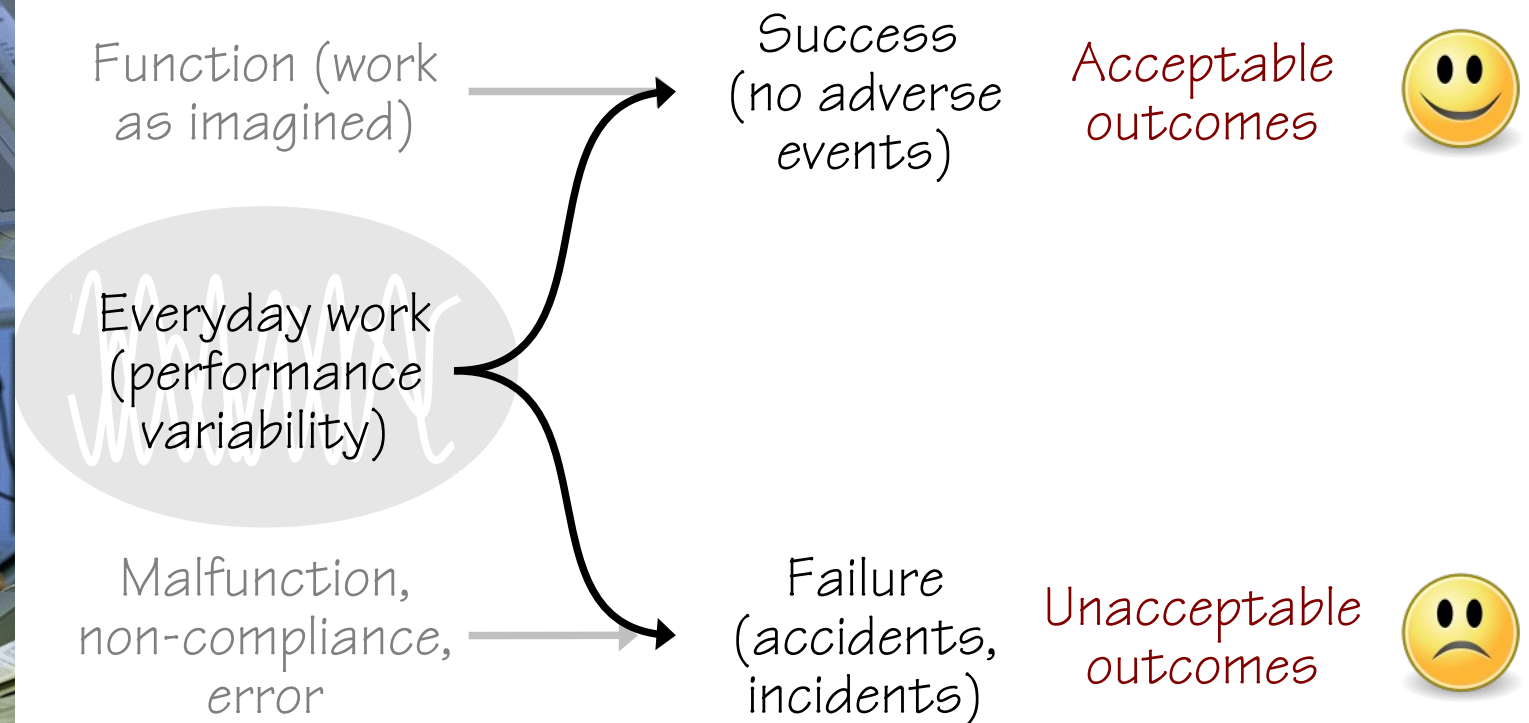 Function (work
as imagined)
Success
(no adverse
events)
Acceptable
outcomes
Everyday work
(performance
variability)
Malfunction,
non-compliance,
error
Failure
(accidents,
incidents)
Unacceptable
outcomes